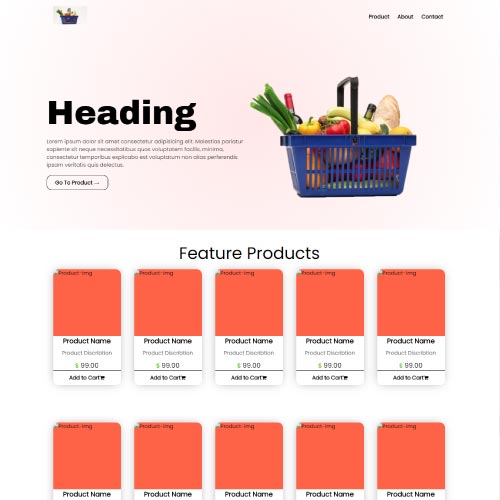 Product About Contact
Heading
Lorem ipsum dolor sit amet consectetur adipisicing elit. Molestias pariatur
sapiente sit neque necessitatibus quos voluptatem facilis, minima,
consectetur temporibus explicabo est voluptatum non alias perferendis
ipsam veritatis quis delectus.
Go To Product →
Feature Products
Product-img Product-img Product-img Product-img Product-img
Product Name Product Name Product Name Product Name Product Name
Product Discribtion Product Discribtion Product Discribtion Product Discribtion Product Discribtion
$ 99.00 $ 99.00 $ 99.00 $ 99.00 $ 99.00
Add to Cart Add to Cart Add to Cart Add to Cart Add to Cart
Product-img Product-img Product-img Product-img Product-img
Product Name Product Name Product Name Product Name Product Name